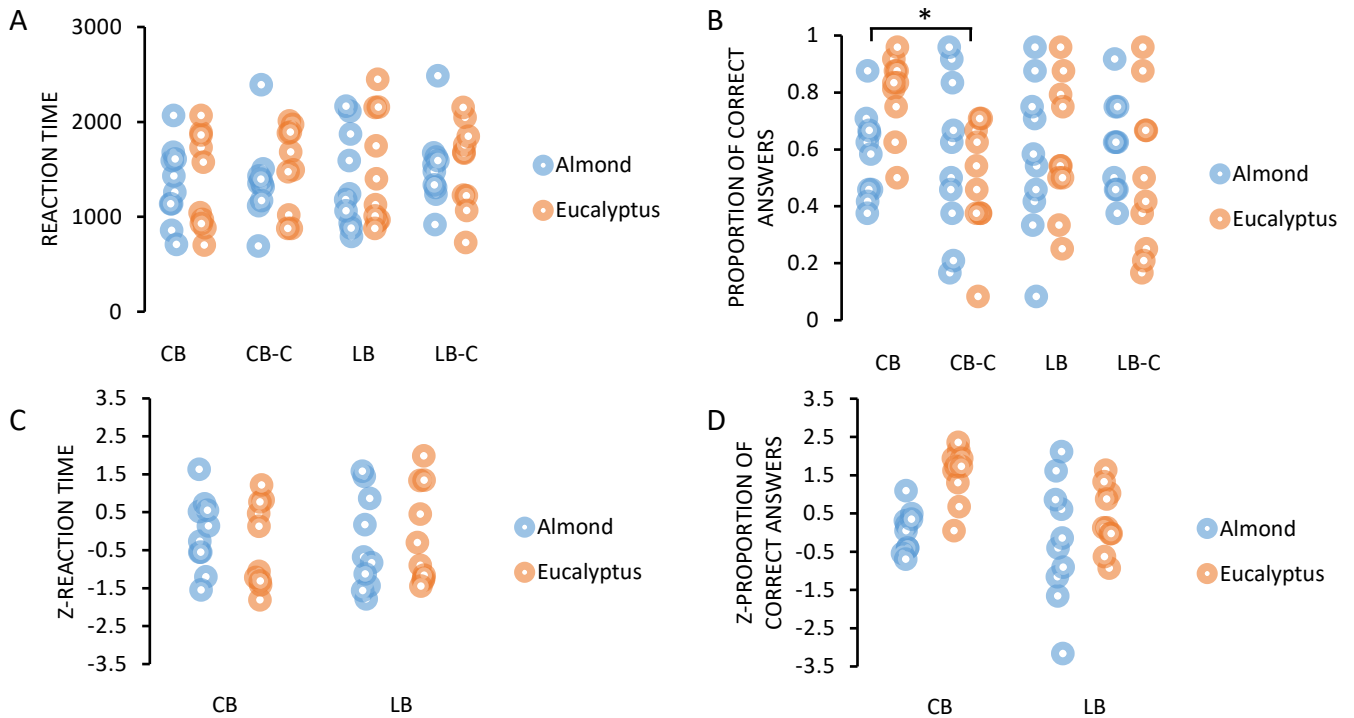 A
REACTION TIME
3000
2000
1000
0
CB CB-C LB LB-C
Almond
Eucalyptus
B
*
PROPORTION OF CORRECT
ANSWERS
1
0.8
0.6
0.4
0.2
0
CB CB-C LB LB-C
Almond
Eucalyptus
C
Z-REACTION TIME
3.5
2.5
1.5
0.5
-0.5
-1.5
-2.5
-3.5
CB LB
Almond
Eucalyptus
D
Z-PROPORTION OF
CORRECT ANSWERS
3.5
2.5
1.5
0.5
-0.5
-1.5
-2.5
-3.5
CB LB
Almond
Eucalyptus